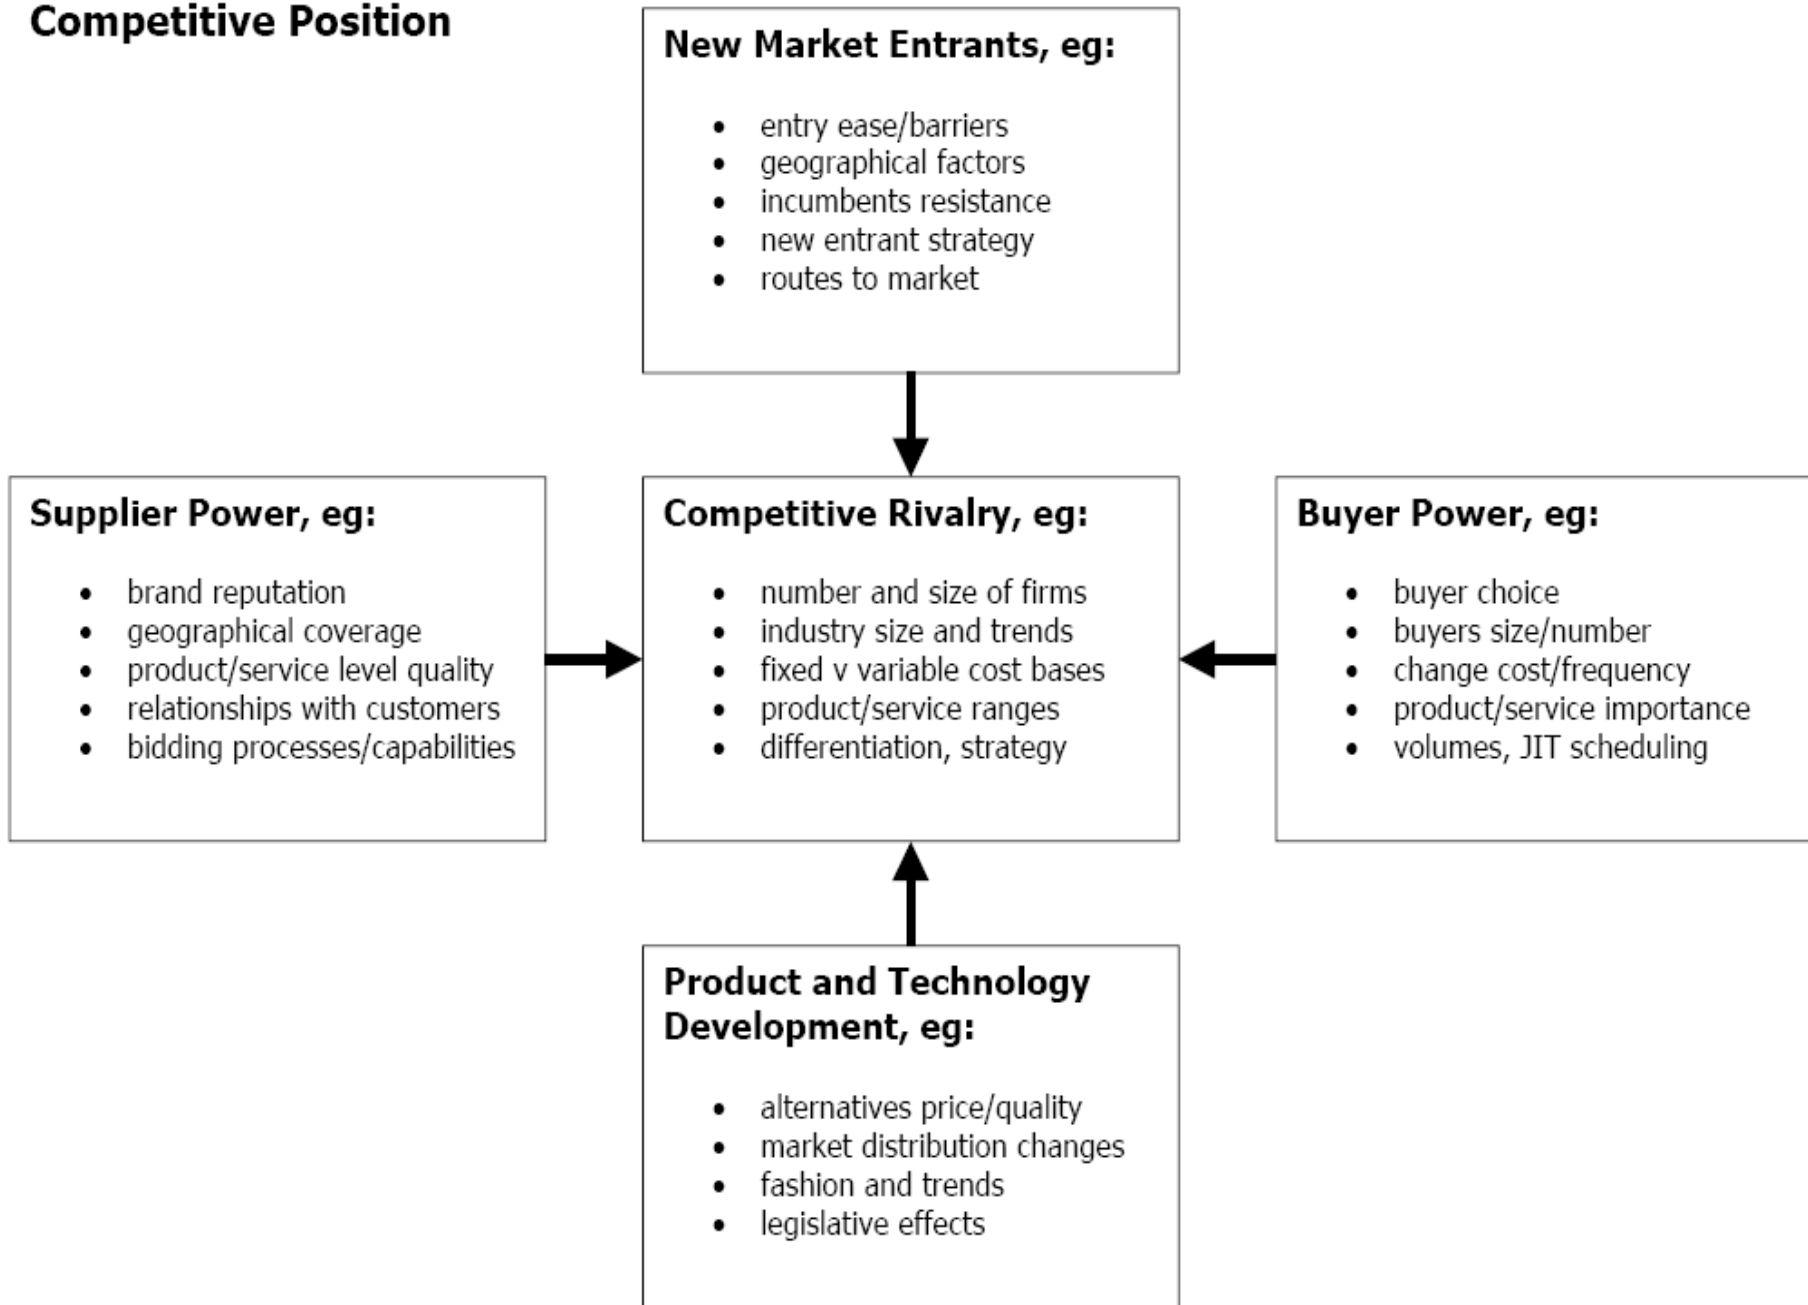 Competitive Position
New Market Entrants, eg:
• entry ease/barriers
• geographical factors
• incumbents resistance
• new entrant strategy
• routes to market
Supplier Power, eg:
• brand reputation
• geographical coverage
• product/service level quality
• relationships with customers
• bidding processes/capabilities
Competitive Rivalry, eg:
• number and size of firms
• industry size and trends
• fixed v variable cost bases
• product/service ranges
• differentiation, strategy
Buyer Power, eg:
• buyer choice
• buyers size/number
• change cost/frequency
• product/service importance
• volumes, JIT scheduling
Product and Technology
Development, eg:
• alternatives price/quality
• market distribution changes
• fashion and trends
• legislative effects